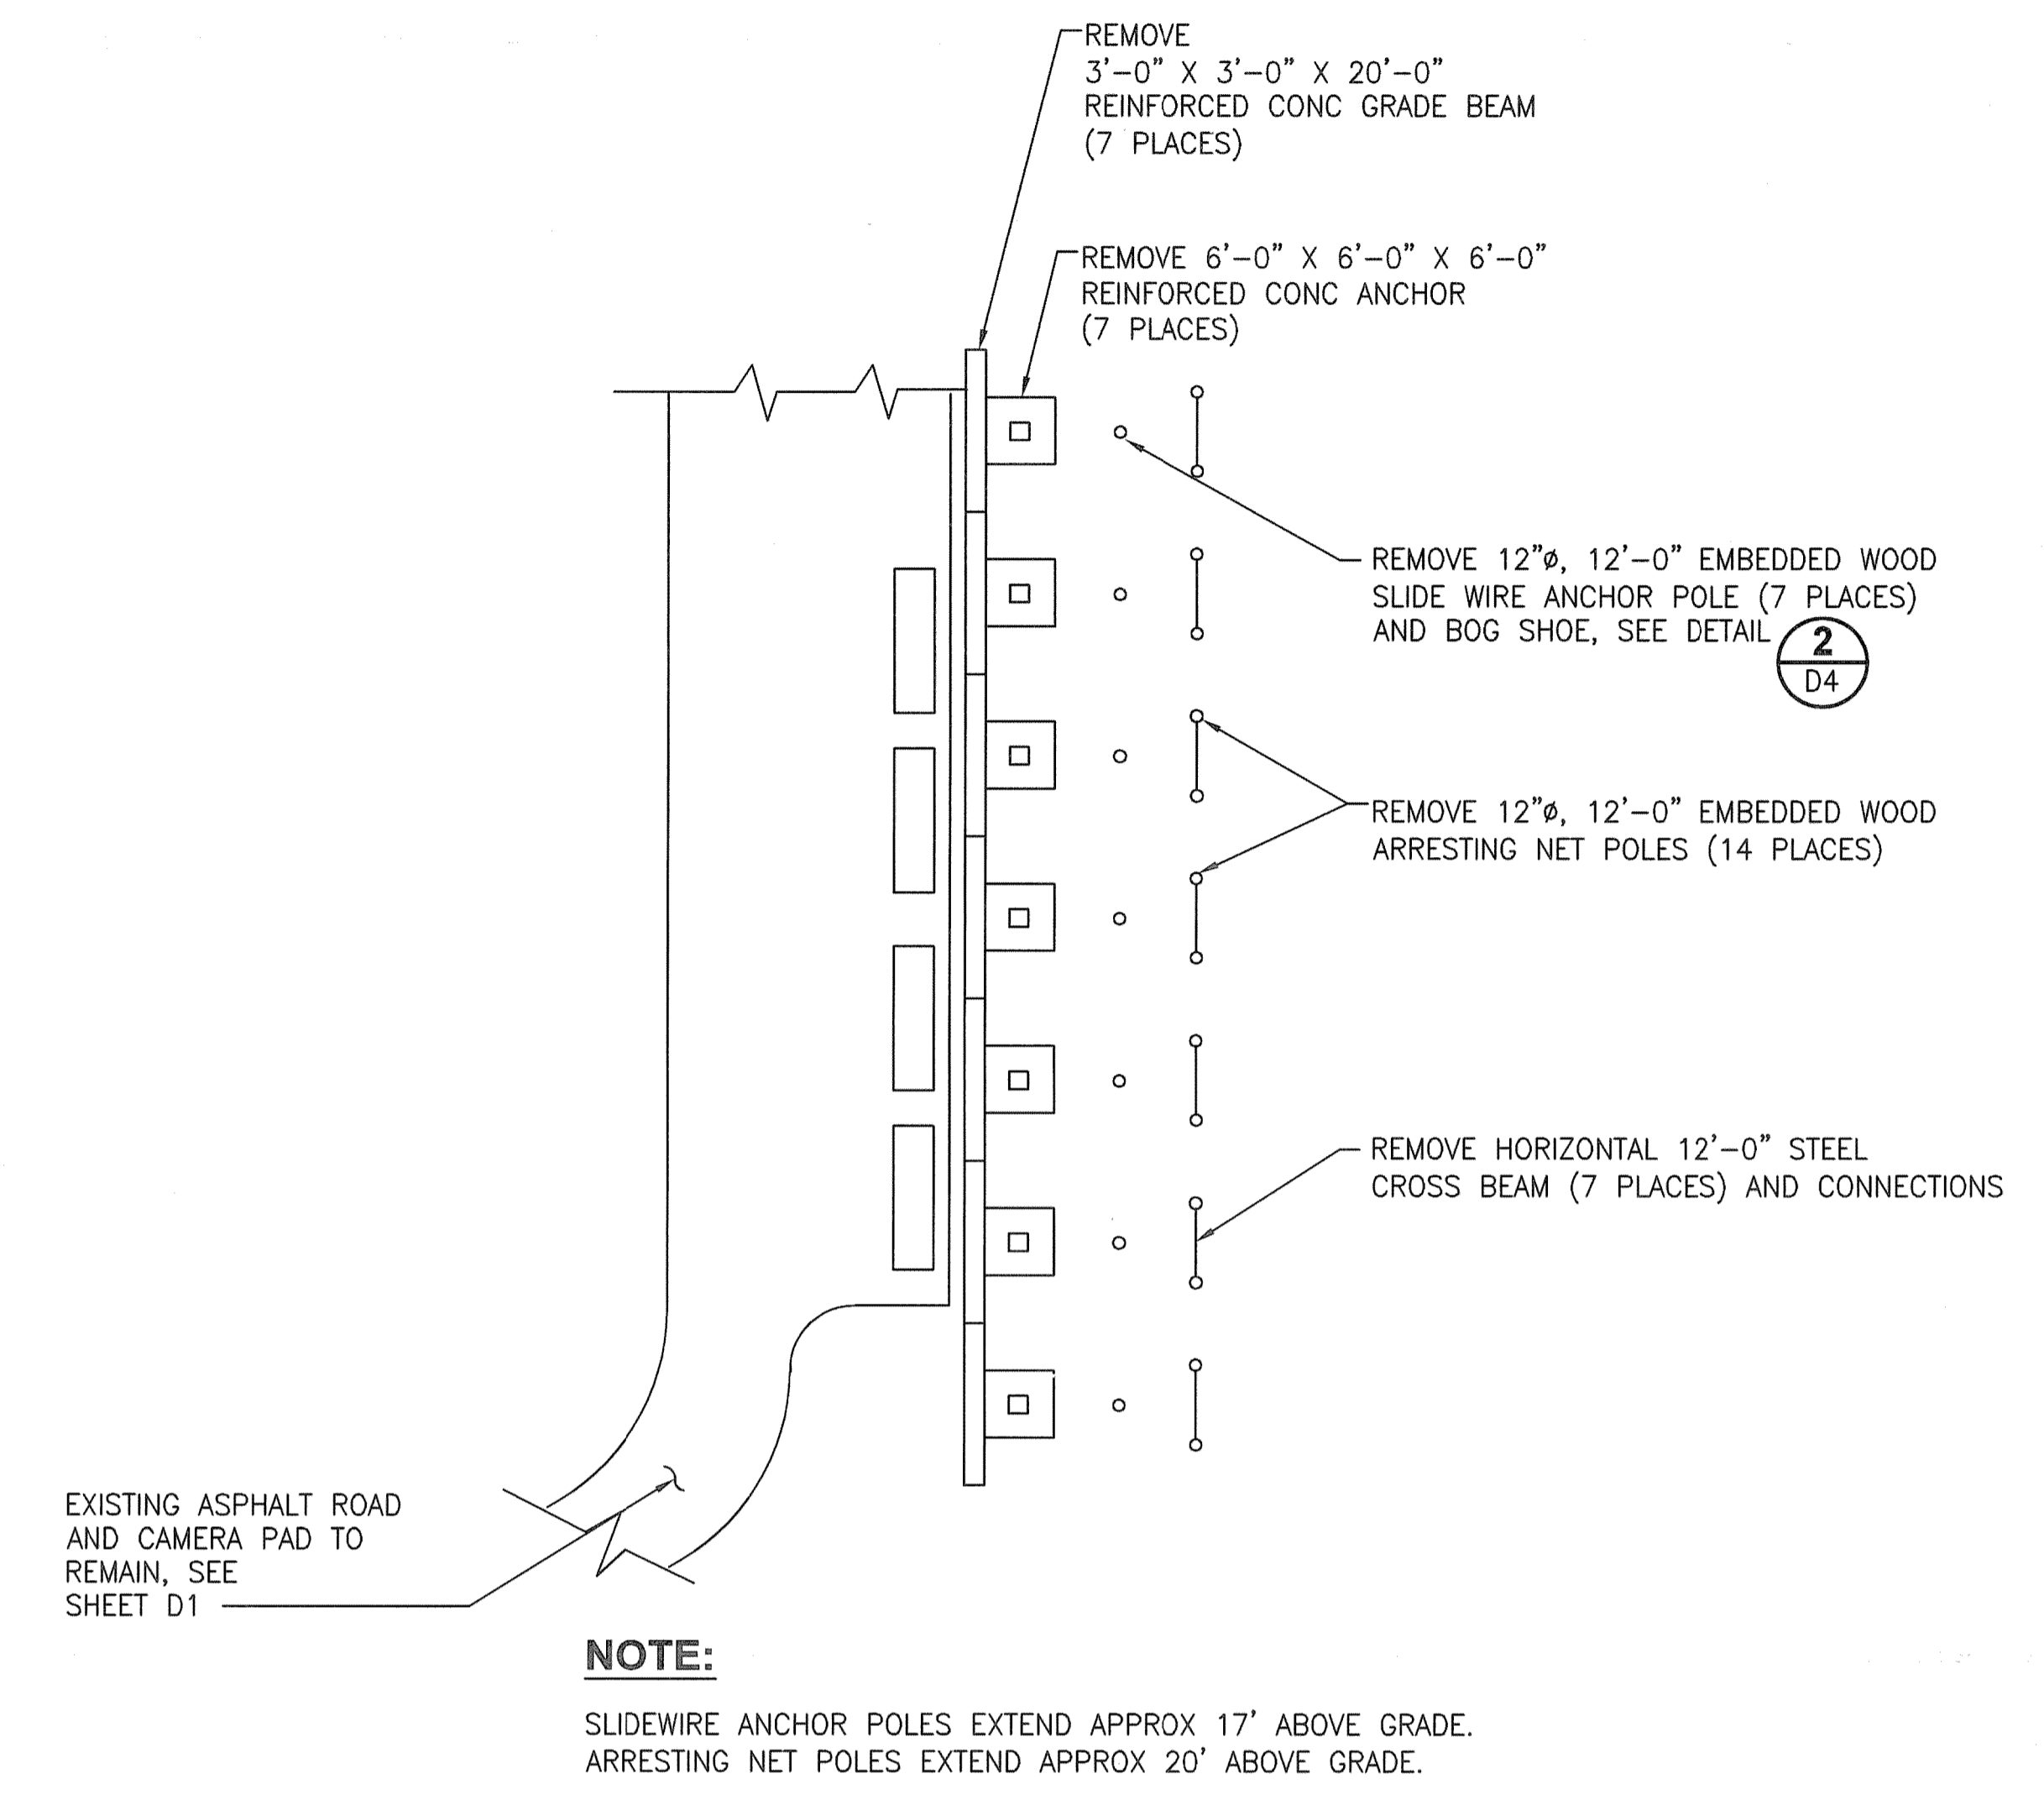 REMOVE
3'-0" X 3'-0" X 20'-0"
REINFORCED CONC GRADE BEAM
(7 PLACES)
REMOVE 6'-0" X 6'-0" X 6'-0"
REINFORCED CONC ANCHOR
(7 PLACES)
REMOVE 12"ø, 12'-0" EMBEDDED WOOD
SLIDE WIRE ANCHOR POLE (7 PLACES)
AND BOG SHOE, SEE DETAIL
2
D4
REMOVE 12"ø, 12'-0" EMBEDDED WOOD
ARRESTING NET POLES (14 PLACES)
REMOVE HORIZONTAL 12'-0" STEEL
CROSS BEAM (7 PLACES) AND CONNECTIONS
EXISTING ASPHALT ROAD
AND CAMERA PAD TO
REMAIN, SEE
SHEET D1
NOTE:
SLIDEWIRE ANCHOR POLES EXTEND APPROX 17' ABOVE GRADE.
ARRESTING NET POLES EXTEND APPROX 20' ABOVE GRADE.